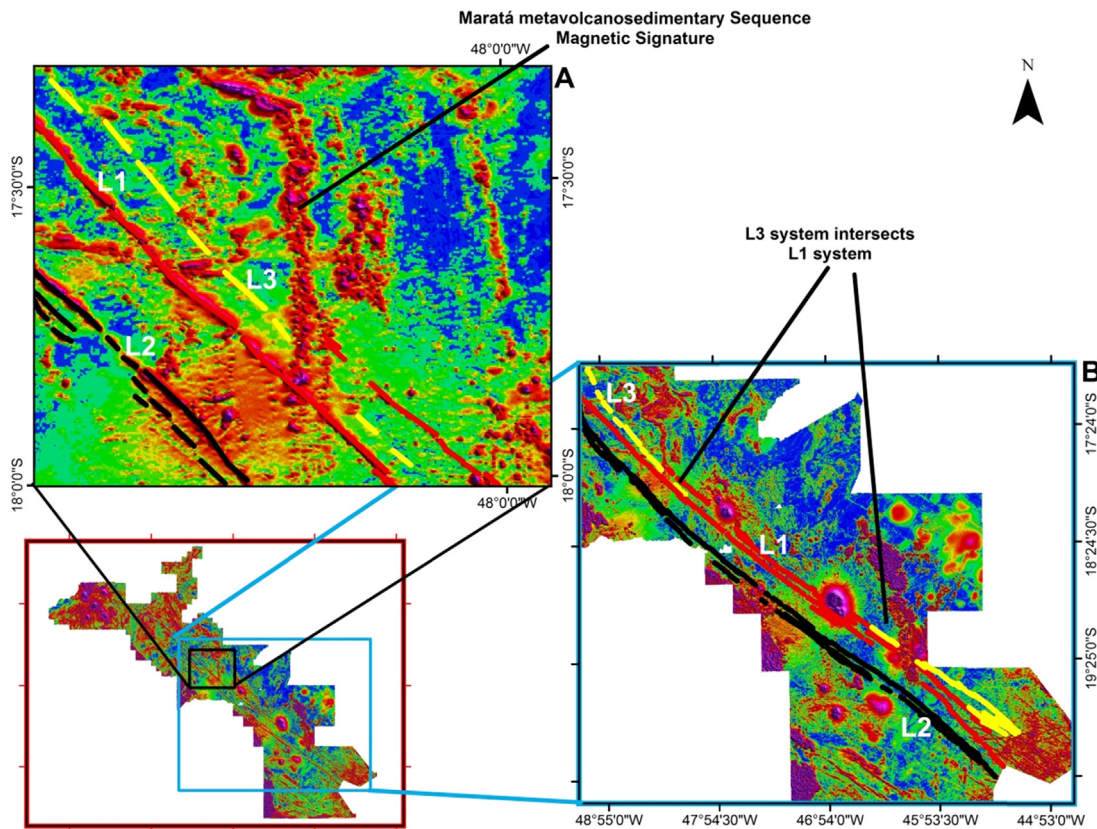 Maratá metavolcanosedimentary Sequence
Magnetic Signature
48°0'0"W
A
N
17°30'0"S
17°30'0"S
L1
L3
L2
L3 system intersects
L1 system
18°0'0"S
18°0'0"S
48°0'0"W
B
L3
17°24'0"S
L1
18°24'30"S
19°25'0"S
L2
48°55'0"W
47°54'30"W
46°54'0"W
45°53'30"W
44°53'0"W